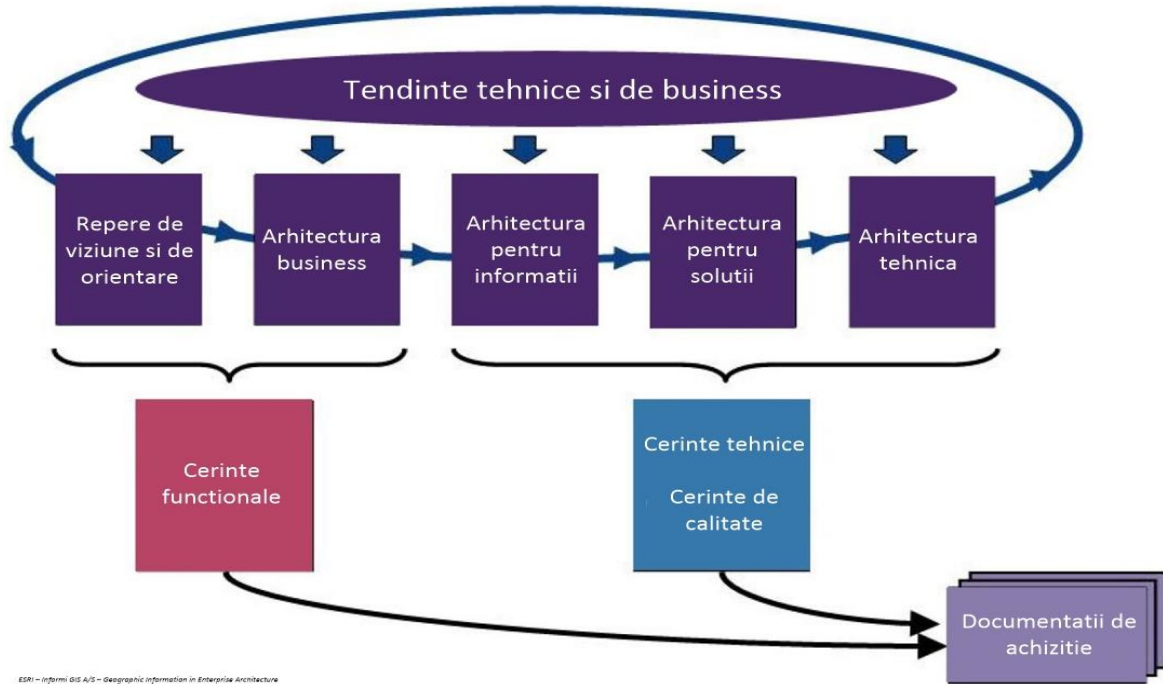 Tendinte tehnice si de business
Repere de
viziune si de
orientare
Arhitectura
business
Arhitectura
pentru
informatii
Arhitectura
pentru
solutii
Arhitectura
tehnica
Cerinte
functionale
Cerinte tehnice
Cerinte de
calitate
Documentatii de
achizitie
ESRI – Informi GIS A/S – Geographic Information in Enterprise Architecture